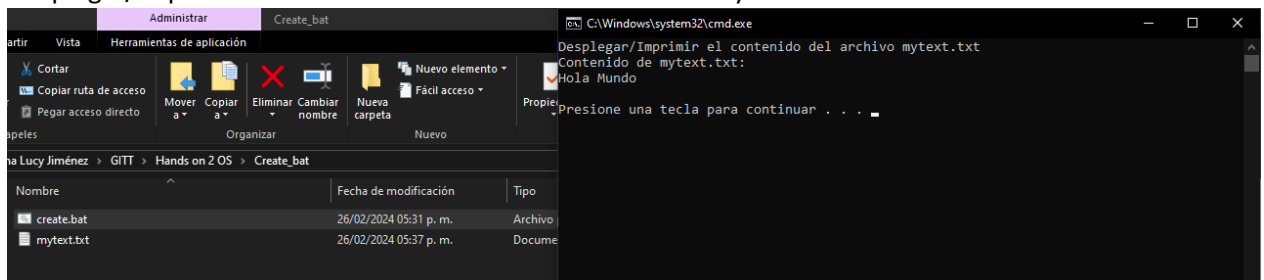 Administrar
Create_bat
artir Vista Herramientas de aplicación
Cortar
Copiar ruta de acceso
Pegar acceso directo
Mover a
Copiar a
Eliminar
Cambiar nombre
Nueva carpeta
Nuevo elemento
Fácil acceso
apeles
Organizar
Nuevo
Lucy Jiménez > GITT > Hands on 2 OS > Create_bat
Nombre Fecha de modificación Tipo
create.bat 26/02/2024 05:31 p. m. Archivo
mytext.txt 26/02/2024 05:37 p. m. Docume
C:\Windows\system32\cmd.exe
Desplegar/Imprimir el contenido del archivo mytext.txt
Contenido de mytext.txt:
Hola Mundo
Presione una tecla para continuar . . .